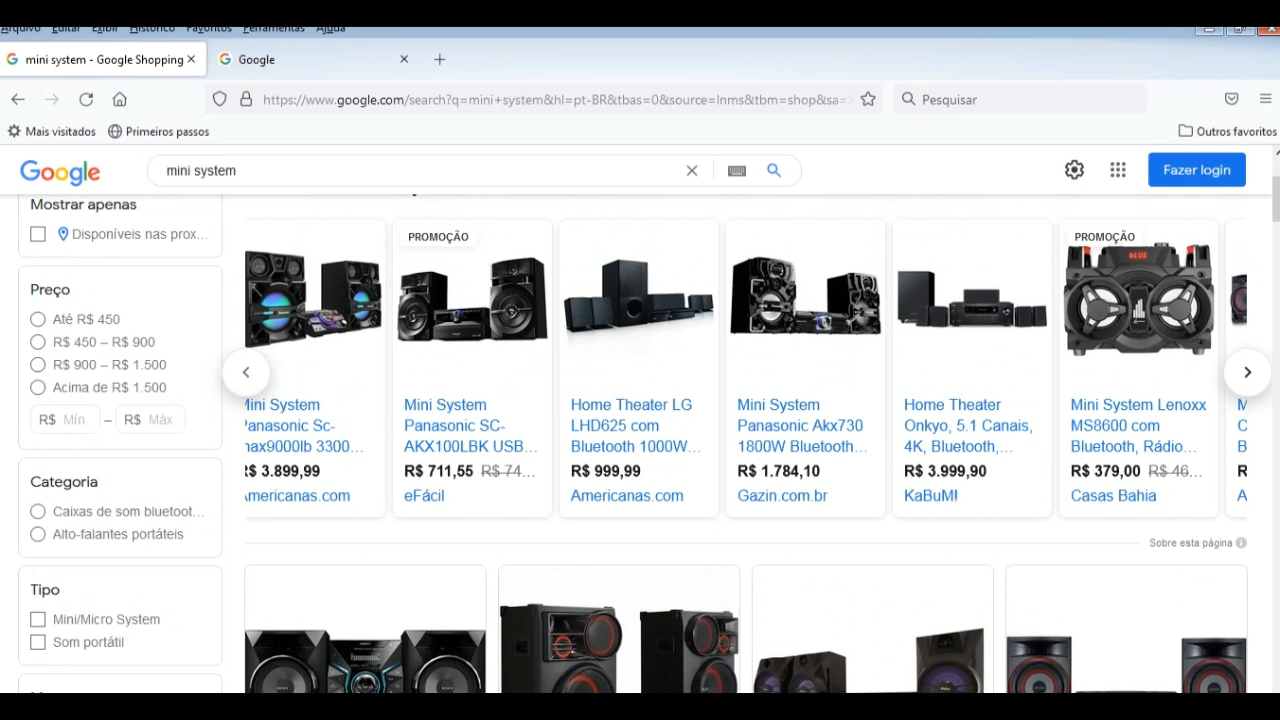 Arquivo Editar Exibir Histórico Favoritos Ferramentas Ajuda
mini system - Google Shopping
Google
https://www.google.com/search?q=mini+system&hl=pt-BR&tbas=0&source=lnms&tbm=shop&sa=
Pesquisar
Mais visitados Primeiros passos
Outros favoritos
Google
mini system
Fazer login
Mostrar apenas
Disponíveis nas prox...
Preço
Até R$ 450
R$ 450 – R$ 900
R$ 900 – R$ 1.500
Acima de R$ 1.500
R$ Mín – R$ Máx
Categoria
Caixas de som bluetoot...
Alto-falantes portáteis
Tipo
Mini/Micro System
Som portátil
Mini System
Panasonic Sc-
max9000lb 3300...
R$ 3.899,99
Americanas.com
PROMOÇÃO
Mini System
Panasonic SC-
AKX100LBK USB...
R$ 711,55 R$ 74...
eFácil
Home Theater LG
LHD625 com
Bluetooth 1000W...
R$ 999,99
Americanas.com
Mini System
Panasonic Akx730
1800W Bluetooth...
R$ 1.784,10
Gazin.com.br
Home Theater
Onkyo, 5.1 Canais,
4K, Bluetooth,...
R$ 3.999,90
KaBuM!
PROMOÇÃO
BLUE
Mini System Lenoxx
MS8600 com
Bluetooth, Rádio...
R$ 379,00 R$ 46...
Casas Bahia
M
C
B
R
A
Sobre esta página